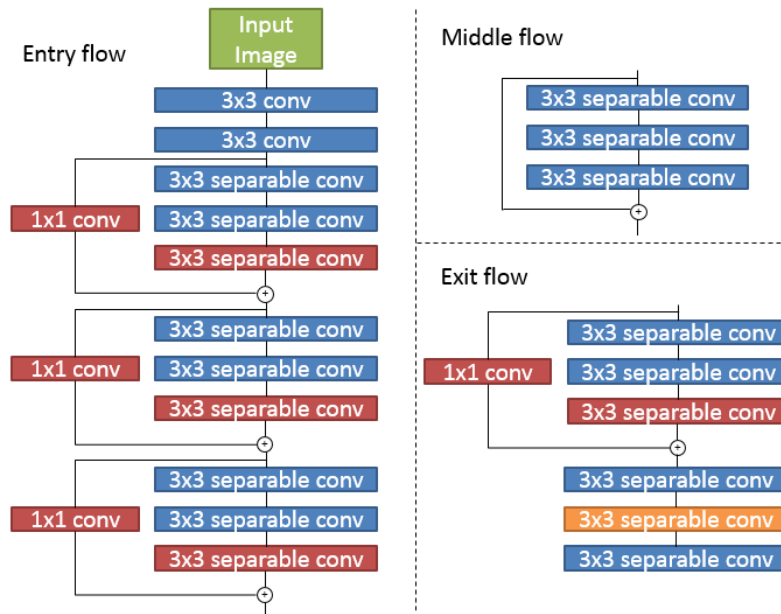 Entry flow
Input
Image
3x3 conv
3x3 conv
3x3 separable conv
1x1 conv
3x3 separable conv
3x3 separable conv
+
3x3 separable conv
1x1 conv
3x3 separable conv
3x3 separable conv
+
3x3 separable conv
1x1 conv
3x3 separable conv
3x3 separable conv
+
Middle flow
3x3 separable conv
3x3 separable conv
3x3 separable conv
+
Exit flow
3x3 separable conv
1x1 conv
3x3 separable conv
3x3 separable conv
+
3x3 separable conv
3x3 separable conv
3x3 separable conv